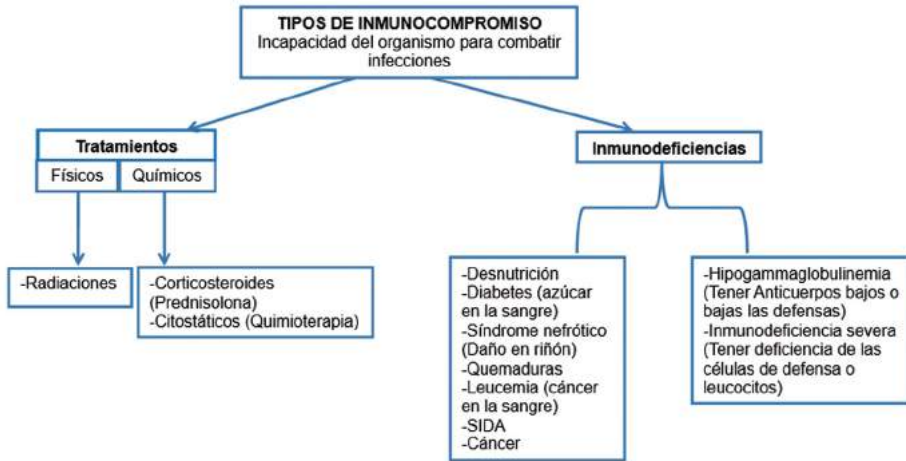 TIPOS DE INMUNOCOMPROMISO
Incapacidad del organismo para combatir
infecciones
Tratamientos
Físicos
Químicos
-Radiaciones
-Corticosteroides
(Prednisolona)
-Citostáticos (Quimioterapia)
Inmunodeficiencias
-Desnutrición
-Diabetes (azúcar
en la sangre)
-Síndrome nefrótico
(Daño en riñón)
-Quemaduras
-Leucemia (cáncer
en la sangre)
-SIDA
-Cáncer
-Hipogammaglobulinemia
(Tener Anticuerpos bajos o
bajas las defensas)
-Inmunodeficiencia severa
(Tener deficiencia de las
células de defensa o
leucocitos)